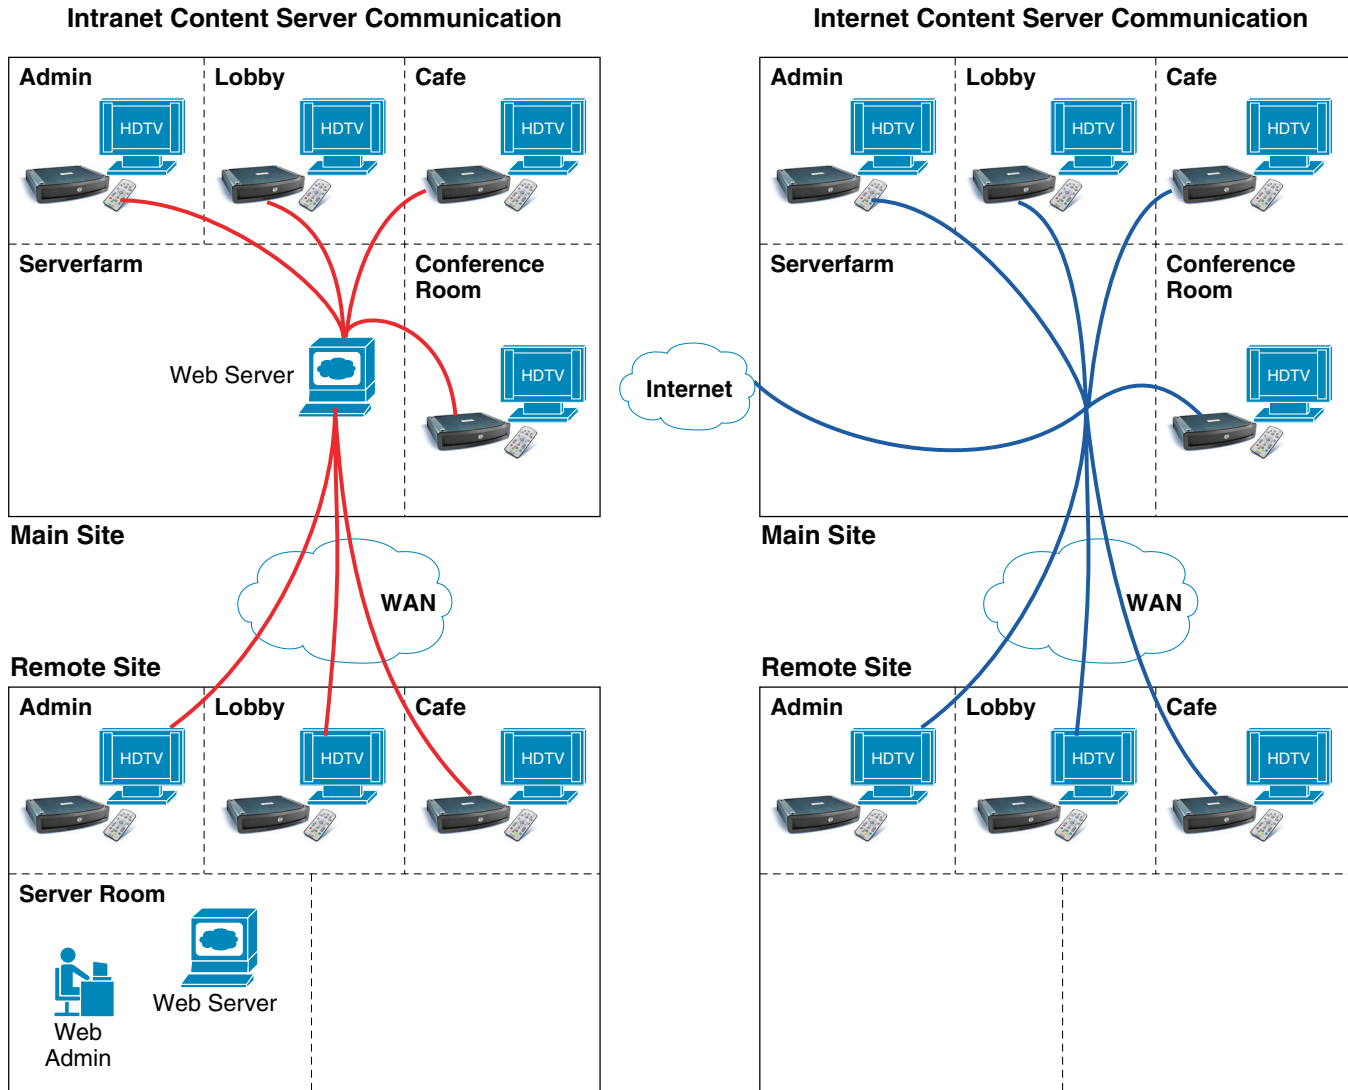 Intranet Content Server Communication
Admin
Lobby
Cafe
HDTV
HDTV
HDTV
Serverfarm
Conference
Room
Web Server
HDTV
Main Site
WAN
Remote Site
Admin
Lobby
Cafe
HDTV
HDTV
HDTV
Server Room
Web Server
Web
Admin
Internet Content Server Communication
Admin
Lobby
Cafe
HDTV
HDTV
HDTV
Serverfarm
Conference
Room
Internet
HDTV
Main Site
WAN
Remote Site
Admin
Lobby
Cafe
HDTV
HDTV
HDTV